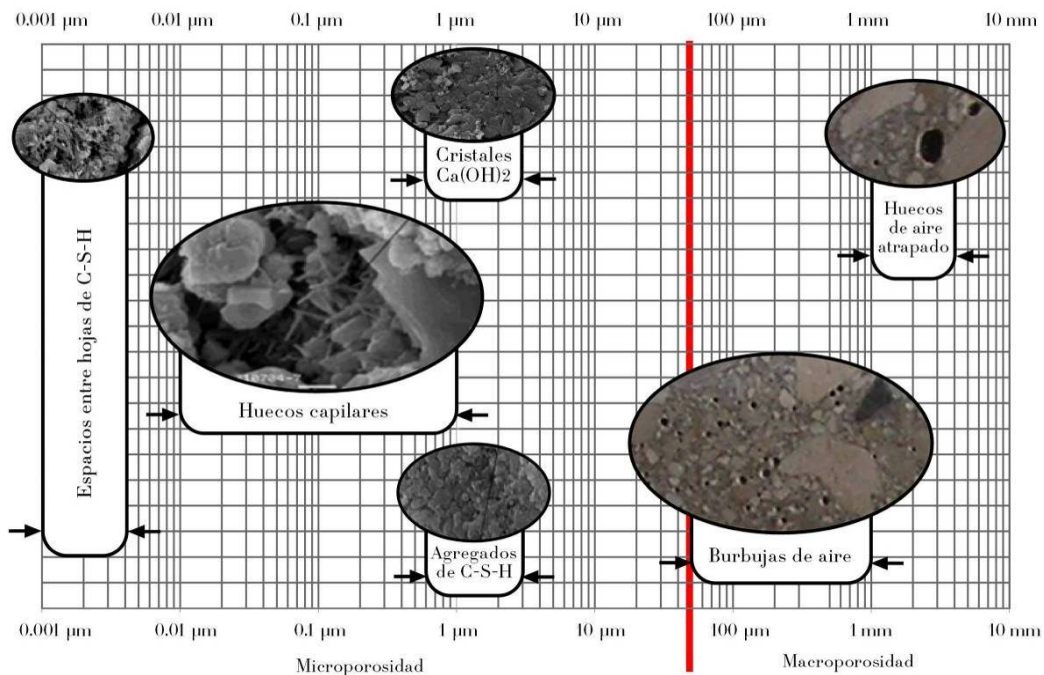 0.001 µm 0.01 µm 0.1 µm 1 µm 10 µm 100 µm 1 mm 10 mm
Cristales
Ca(OH)2
Huecos
de aire
atrapado
Espacios entre hojas de C-S-H
Huecos capilares
Agregados
de C-S-H
Burbujas de aire
0.001 µm 0.01 µm 0.1 µm 1 µm 10 µm 100 µm 1 mm 10 mm
Microporosidad Macroporosidad